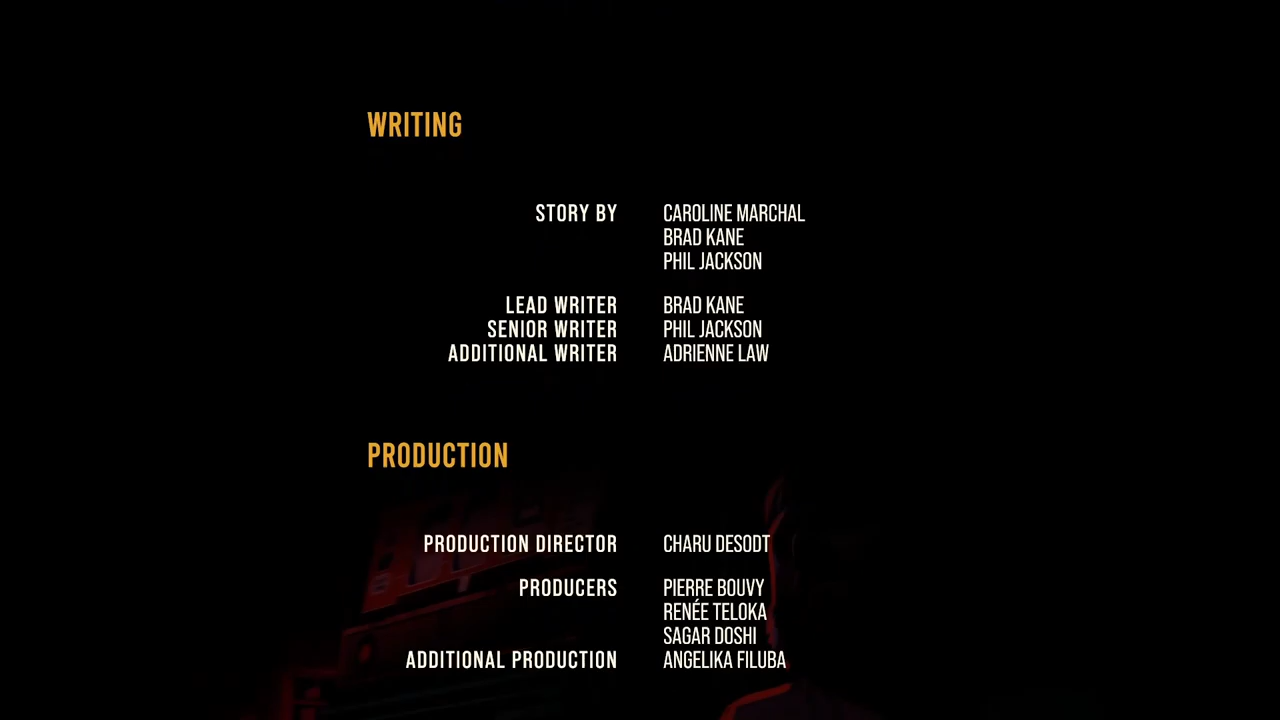 WRITING
STORY BY CAROLINE MARCHAL
BRAD KANE
PHIL JACKSON
LEAD WRITER BRAD KANE
SENIOR WRITER PHIL JACKSON
ADDITIONAL WRITER ADRIENNE LAW
PRODUCTION
PRODUCTION DIRECTOR CHARU DESODT
PRODUCERS PIERRE BOUVY
RENÉE TELOKA
SAGAR DOSHI
ADDITIONAL PRODUCTION ANGELIKA FILUBA